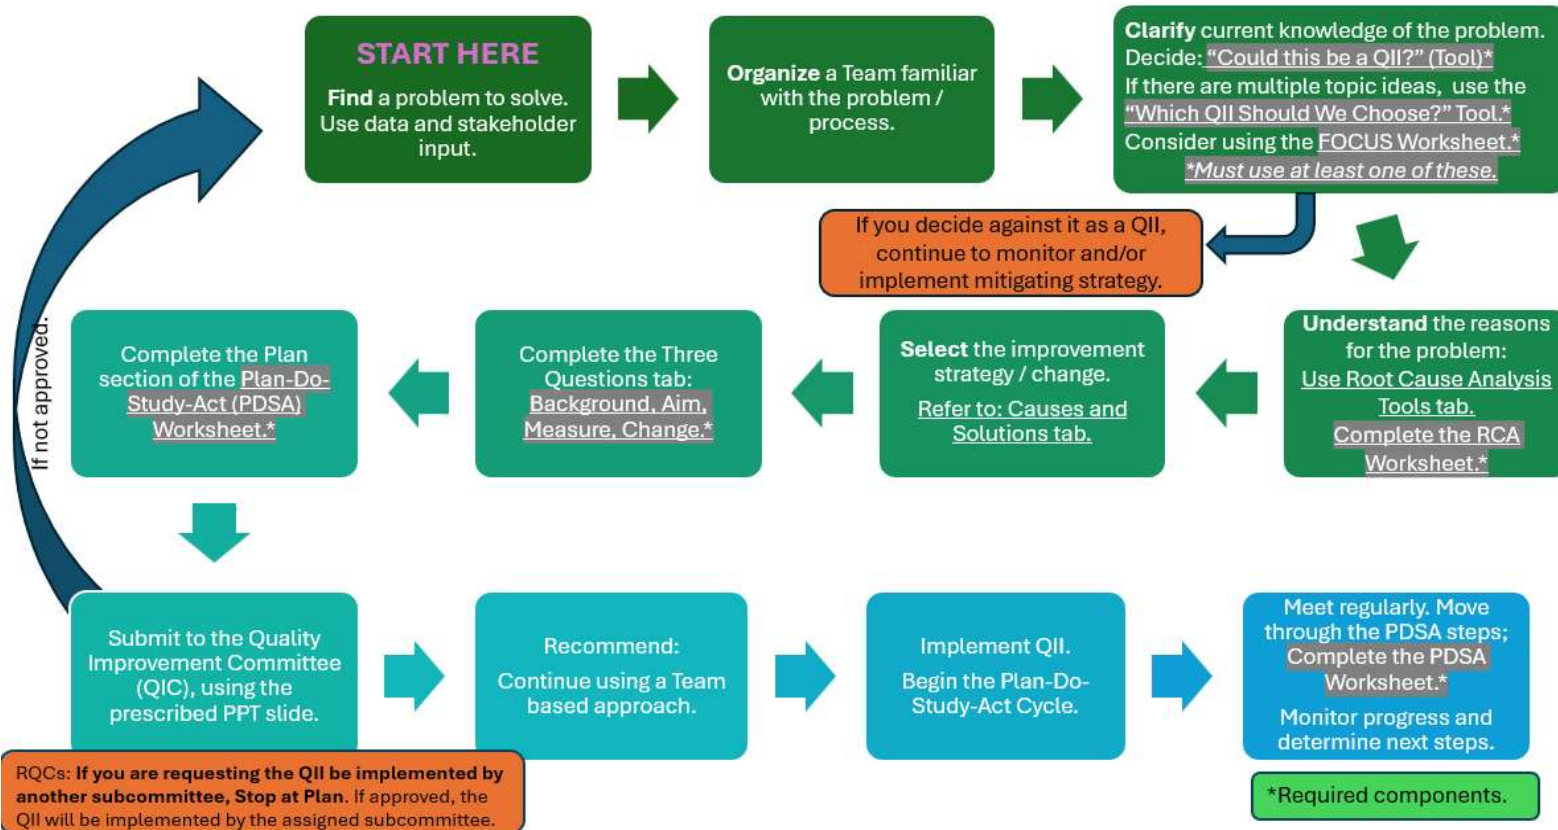 START HERE
Find a problem to solve.
Use data and stakeholder
input.
Organize a Team familiar
with the problem /
process.
Clarify current knowledge of the problem.
Decide: “Could this be a QII?” (Tool)*
If there are multiple topic ideas, use the
“Which QII Should We Choose?” Tool.*
Consider using the FOCUS Worksheet.*
*Must use at least one of these.
If you decide against it as a QII,
continue to monitor and/or
implement mitigating strategy.
Understand the reasons
for the problem:
Use Root Cause Analysis
Tools tab.
Complete the RCA
Worksheet.*
Select the improvement
strategy / change.
Refer to: Causes and
Solutions tab.
Complete the Three
Questions tab:
Background, Aim,
Measure, Change.*
Complete the Plan
section of the Plan-Do-
Study-Act (PDSA)
Worksheet.*
If not approved.
Submit to the Quality
Improvement Committee
(QIC), using the
prescribed PPT slide.
RQCs: If you are requesting the QII be implemented by
another subcommittee, Stop at Plan. If approved, the
QII will be implemented by the assigned subcommittee.
Recommend:
Continue using a Team
based approach.
Implement QII.
Begin the Plan-Do-
Study-Act Cycle.
Meet regularly. Move
through the PDSA steps;
Complete the PDSA
Worksheet.*
Monitor progress and
determine next steps.
*Required components.